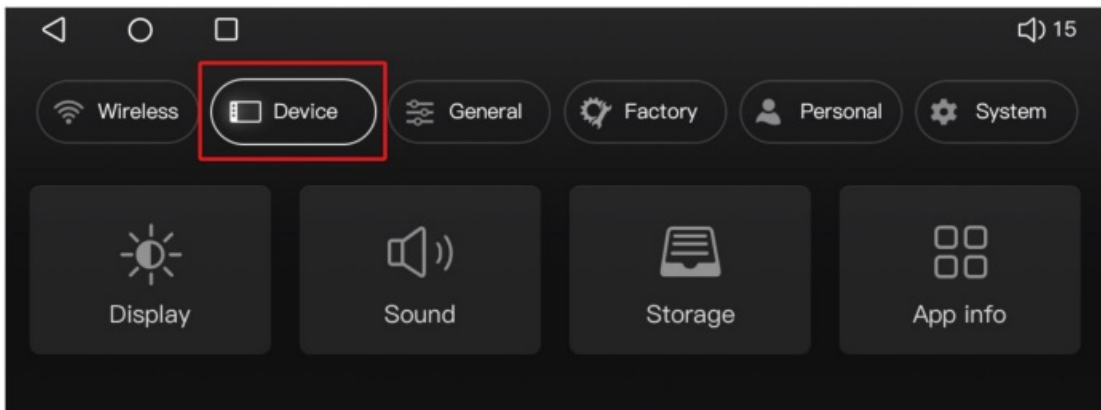 15
Wireless Device General Factory Personal System
Display Sound Storage App info